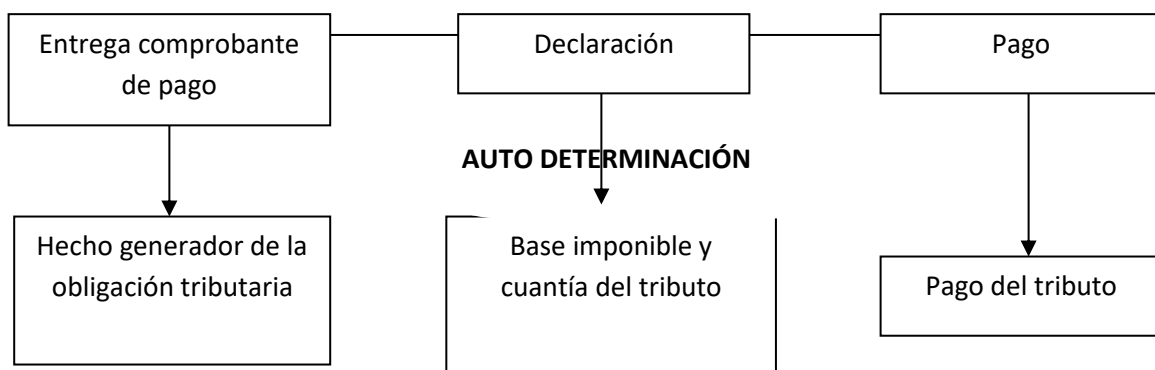 Entrega comprobante
de pago
Declaración
Pago
AUTO DETERMINACIÓN
Hecho generador de la
obligación tributaria
Base imponible y
cuantía del tributo
Pago del tributo